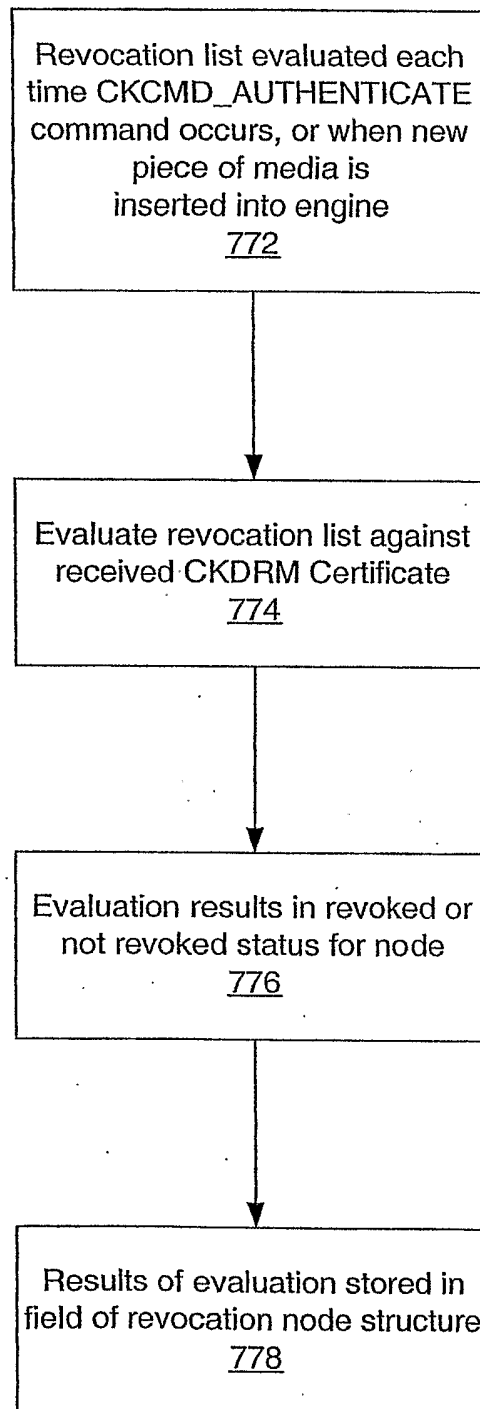 Revocation list evaluated each
time CKCMD_AUTHENTICATE
command occurs, or when new
piece of media is
inserted into engine
772
Evaluate revocation list against
received CKDRM Certificate
774
Evaluation results in revoked or
not revoked status for node
776
Results of evaluation stored in
field of revocation node structure
778